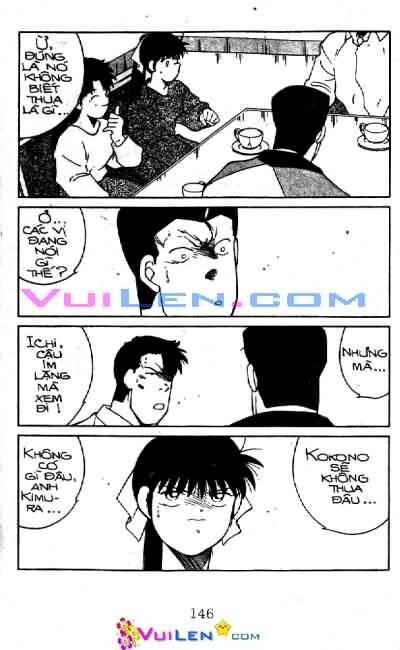 Ừ,
ĐÚNG
LÀ NÓ
KHÔNG
BIẾT
THUA
LÀ GÌ...
Ơ...
CÁC VỊ
ĐANG
NÓI
GÌ
THẾ?
VUILEN.COM
NHƯNG
MÀ...
ICHI,
CẬU
IM
LẶNG
MÀ
XEM
ĐI!
KOKONO
SẼ
KHÔNG
THUA
ĐÂU...
KHÔNG
CÓ
GÌ ĐÂU,
ANH
KIMU-
RA...
146
VUILEN.COM